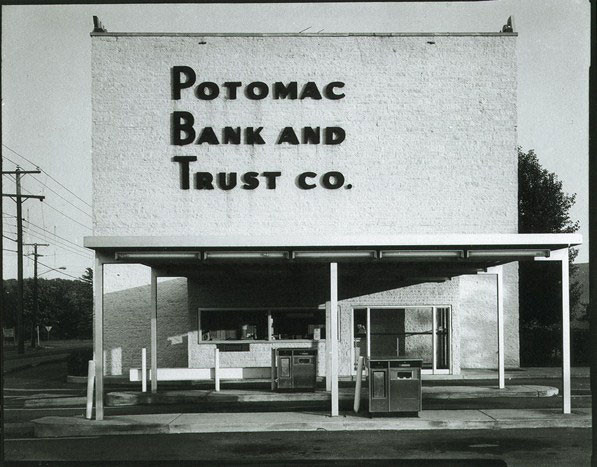 POTOMAC
BANK AND
TRUST CO.